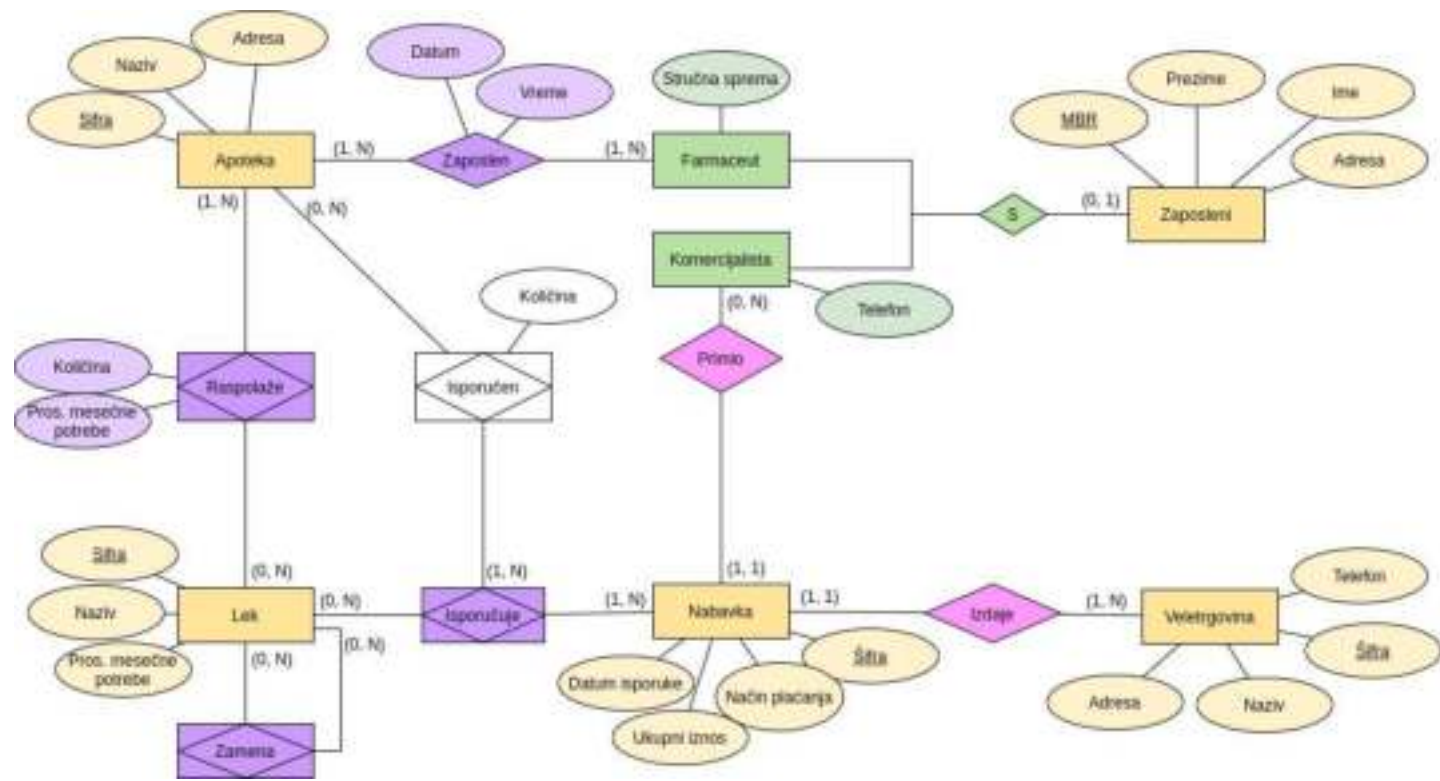 Adresa
Naziv
Šifra
Apoteka
(1, N)
Datum
Vreme
Zaposlen
(1, N)
Stručna sprema
Farmaceut
MBR
Prezime
Ime
Adresa
Zaposleni
(0, 1)
S
(1, N)
(0, N)
Komercijalista
(0, N)
Telefon
Količina
Primio
Količina
Pros. mesečne
potrebe
Raspolaže
Isporučen
(0, N)
(1, N)
(1, 1)
Šifra
Naziv
Pros. mesečne
potrebe
Lek
(0, N)
(0, N)
(0, N)
Isporučuje
(1, N)
Nabavka
(1, 1)
Izdaje
(1, N)
Veletrgovina
Telefon
Šifra
Adresa
Naziv
Šifra
Datum isporuke
Način plaćanja
Ukupni iznos
Zamena